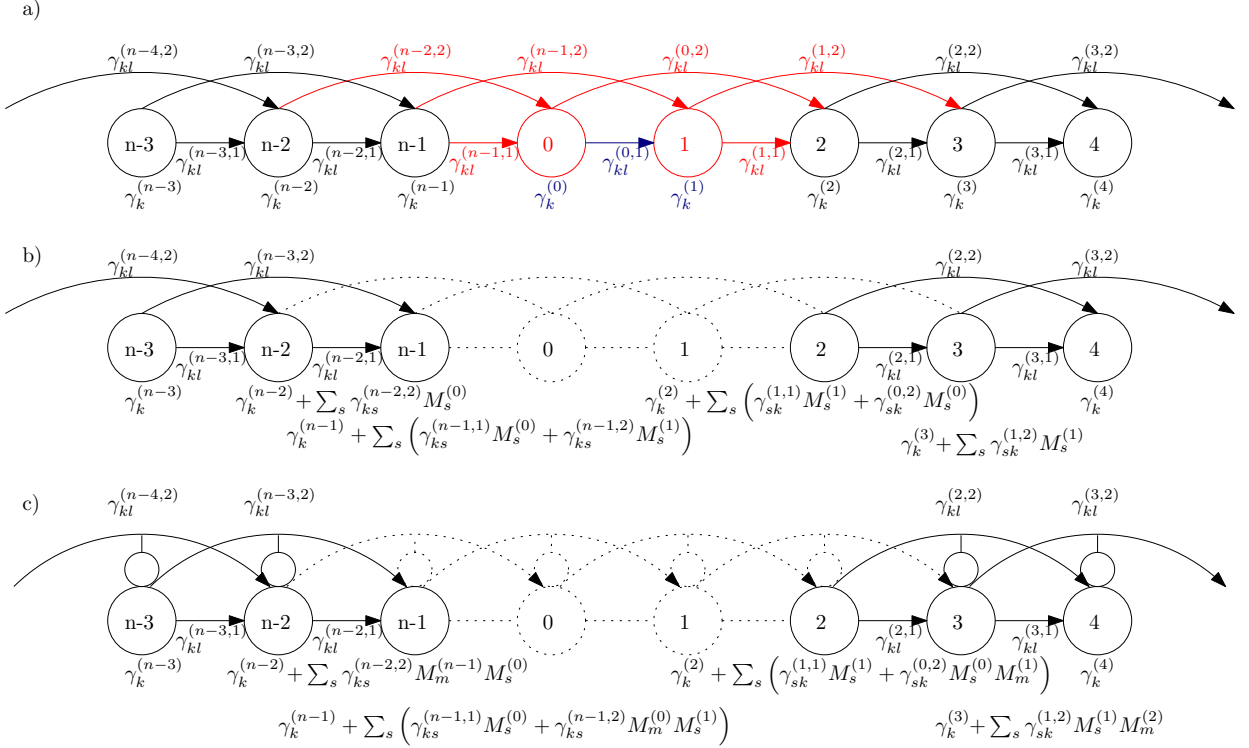 a)
γ_{kl}^{(n−4,2)} γ_{kl}^{(n−3,2)} γ_{kl}^{(n−2,2)} γ_{kl}^{(n−1,2)} γ_{kl}^{(0,2)} γ_{kl}^{(1,2)} γ_{kl}^{(2,2)} γ_{kl}^{(3,2)}
n-3 n-2 n-1 0 1 2 3 4
γ_{kl}^{(n−3,1)} γ_{kl}^{(n−2,1)} γ_{kl}^{(n−1,1)} γ_{kl}^{(0,1)} γ_{kl}^{(1,1)} γ_{kl}^{(2,1)} γ_{kl}^{(3,1)}
γ_k^{(n−3)} γ_k^{(n−2)} γ_k^{(n−1)} γ_k^{(0)} γ_k^{(1)} γ_k^{(2)} γ_k^{(3)} γ_k^{(4)}
b)
γ_{kl}^{(n−4,2)} γ_{kl}^{(n−3,2)} γ_{kl}^{(2,2)} γ_{kl}^{(3,2)}
n-3 n-2 n-1 0 1 2 3 4
γ_{kl}^{(n−3,1)} γ_{kl}^{(n−2,1)} γ_{kl}^{(2,1)} γ_{kl}^{(3,1)}
γ_k^{(n−3)} γ_k^{(n−2)} + ∑_s γ_{ks}^{(n−2,2)} M_s^{(0)} γ_k^{(2)} + ∑_s (γ_{sk}^{(1,1)} M_s^{(1)} + γ_{sk}^{(0,2)} M_s^{(0)}) γ_k^{(4)}
γ_k^{(n−1)} + ∑_s (γ_{ks}^{(n−1,1)} M_s^{(0)} + γ_{ks}^{(n−1,2)} M_s^{(1)}) γ_k^{(3)} + ∑_s γ_{sk}^{(1,2)} M_s^{(1)}
c)
γ_{kl}^{(n−4,2)} γ_{kl}^{(n−3,2)} γ_{kl}^{(2,2)} γ_{kl}^{(3,2)}
n-3 n-2 n-1 0 1 2 3 4
γ_{kl}^{(n−3,1)} γ_{kl}^{(n−2,1)} γ_{kl}^{(2,1)} γ_{kl}^{(3,1)}
γ_k^{(n−3)} γ_k^{(n−2)} + ∑_s γ_{ks}^{(n−2,2)} M_m^{(n−1)} M_s^{(0)} γ_k^{(2)} + ∑_s (γ_{sk}^{(1,1)} M_s^{(1)} + γ_{sk}^{(0,2)} M_s^{(0)} M_m^{(1)}) γ_k^{(4)}
γ_k^{(n−1)} + ∑_s (γ_{ks}^{(n−1,1)} M_s^{(0)} + γ_{ks}^{(n−1,2)} M_m^{(0)} M_s^{(1)}) γ_k^{(3)} + ∑_s γ_{sk}^{(1,2)} M_s^{(1)} M_m^{(2)}